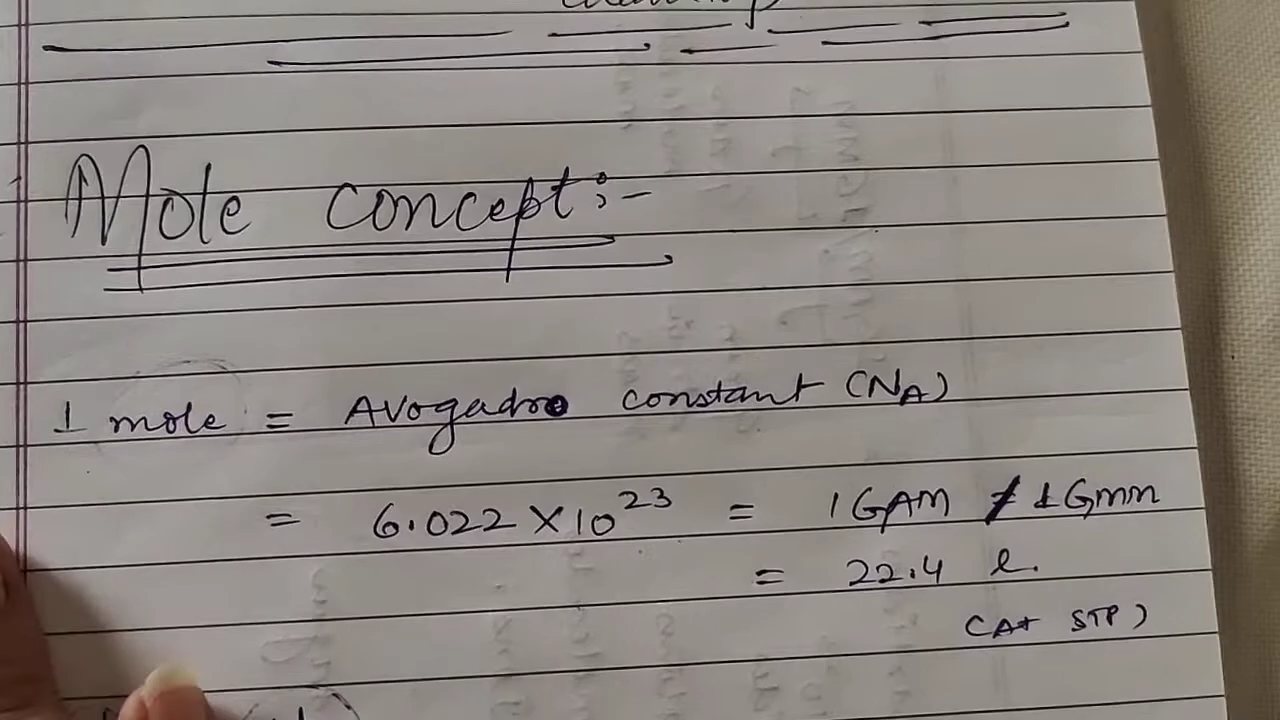 Mole concept:-
1 mole = Avogadro constant (NA)
= 6.022 × 10²³ = 1 GAM / 1 Gmm
= 22.4 l.
(At STP)